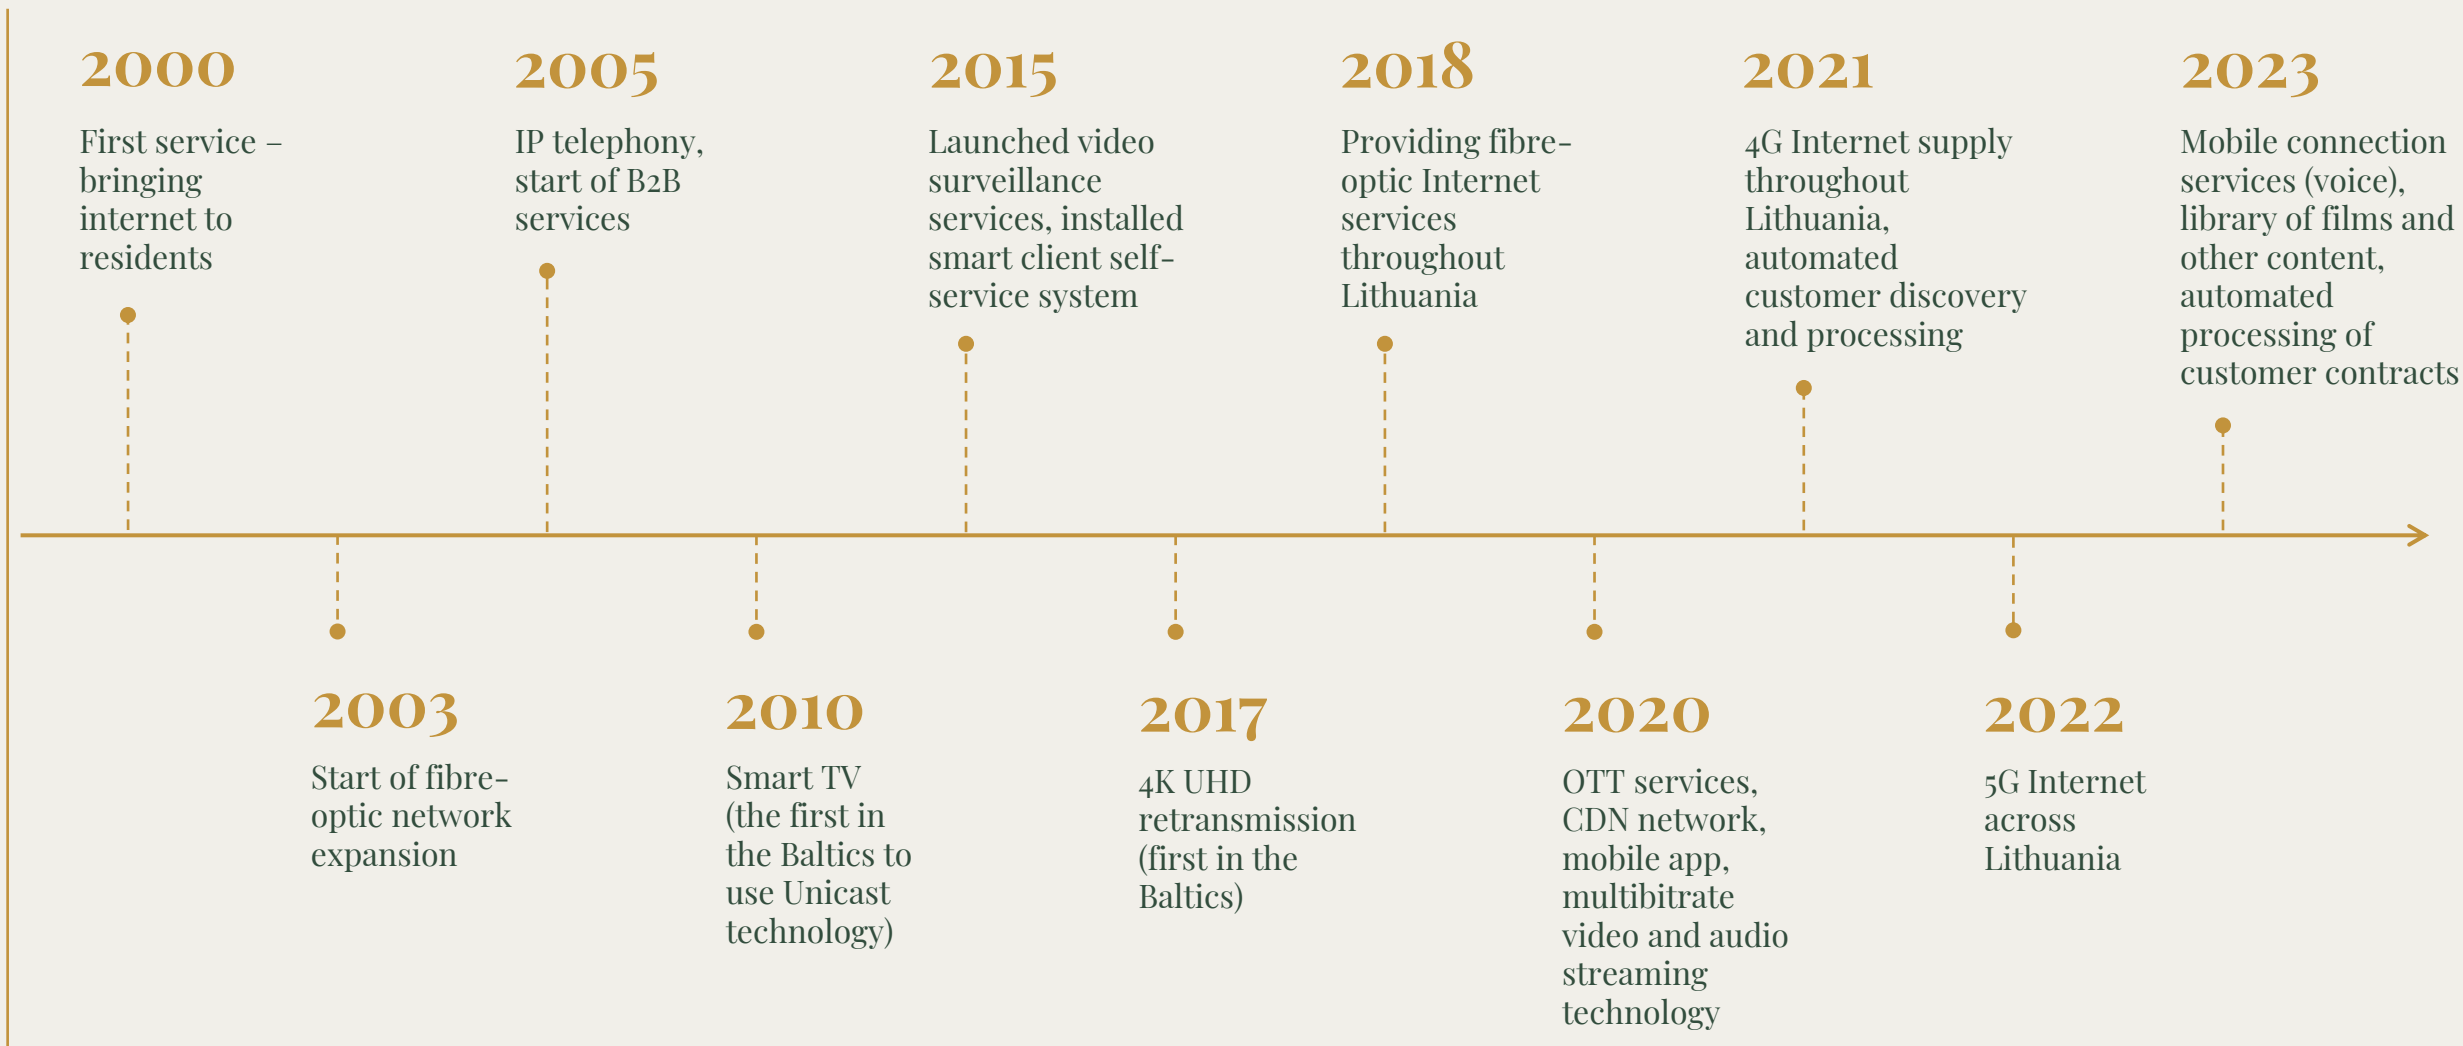 2000
First service –
bringing
internet to
residents
2005
IP telephony,
start of B2B
services
2015
Launched video
surveillance
services, installed
smart client self-
service system
2018
Providing fibre-
optic Internet
services
throughout
Lithuania
2021
4G Internet supply
throughout
Lithuania,
automated
customer discovery
and processing
2023
Mobile connection
services (voice),
library of films and
other content,
automated
processing of
customer contracts
2003
Start of fibre-
optic network
expansion
2010
Smart TV
(the first in
the Baltics to
use Unicast
technology)
2017
4K UHD
retransmission
(first in the
Baltics)
2020
OTT services,
CDN network,
mobile app,
multibitrate
video and audio
streaming
technology
2022
5G Internet
across
Lithuania